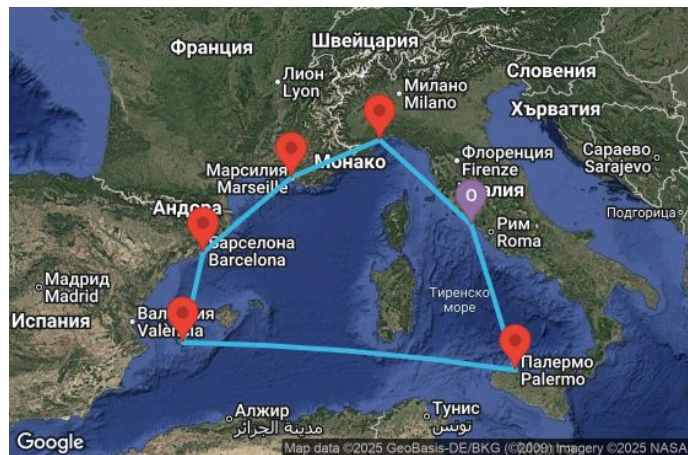 Франция
Швейцария
Лион
Lyon
Милано
Milano
Словения
Хърватия
Монако
Марсилия
Marseille
Флоренция
Firenze
Сараево
Sarajevo
Андора
Барселона
Barcelona
О
Рим
Roma
Подгорица
Мадрид
Madrid
Испания
València
Тиренско
море
Палермо
Palermo
Алжир
مدينة الجزائر
Тунис
تونس
Google
Map data ©2025 GeoBasis-DE/BKG (©2009) Imagery ©2025 NASA